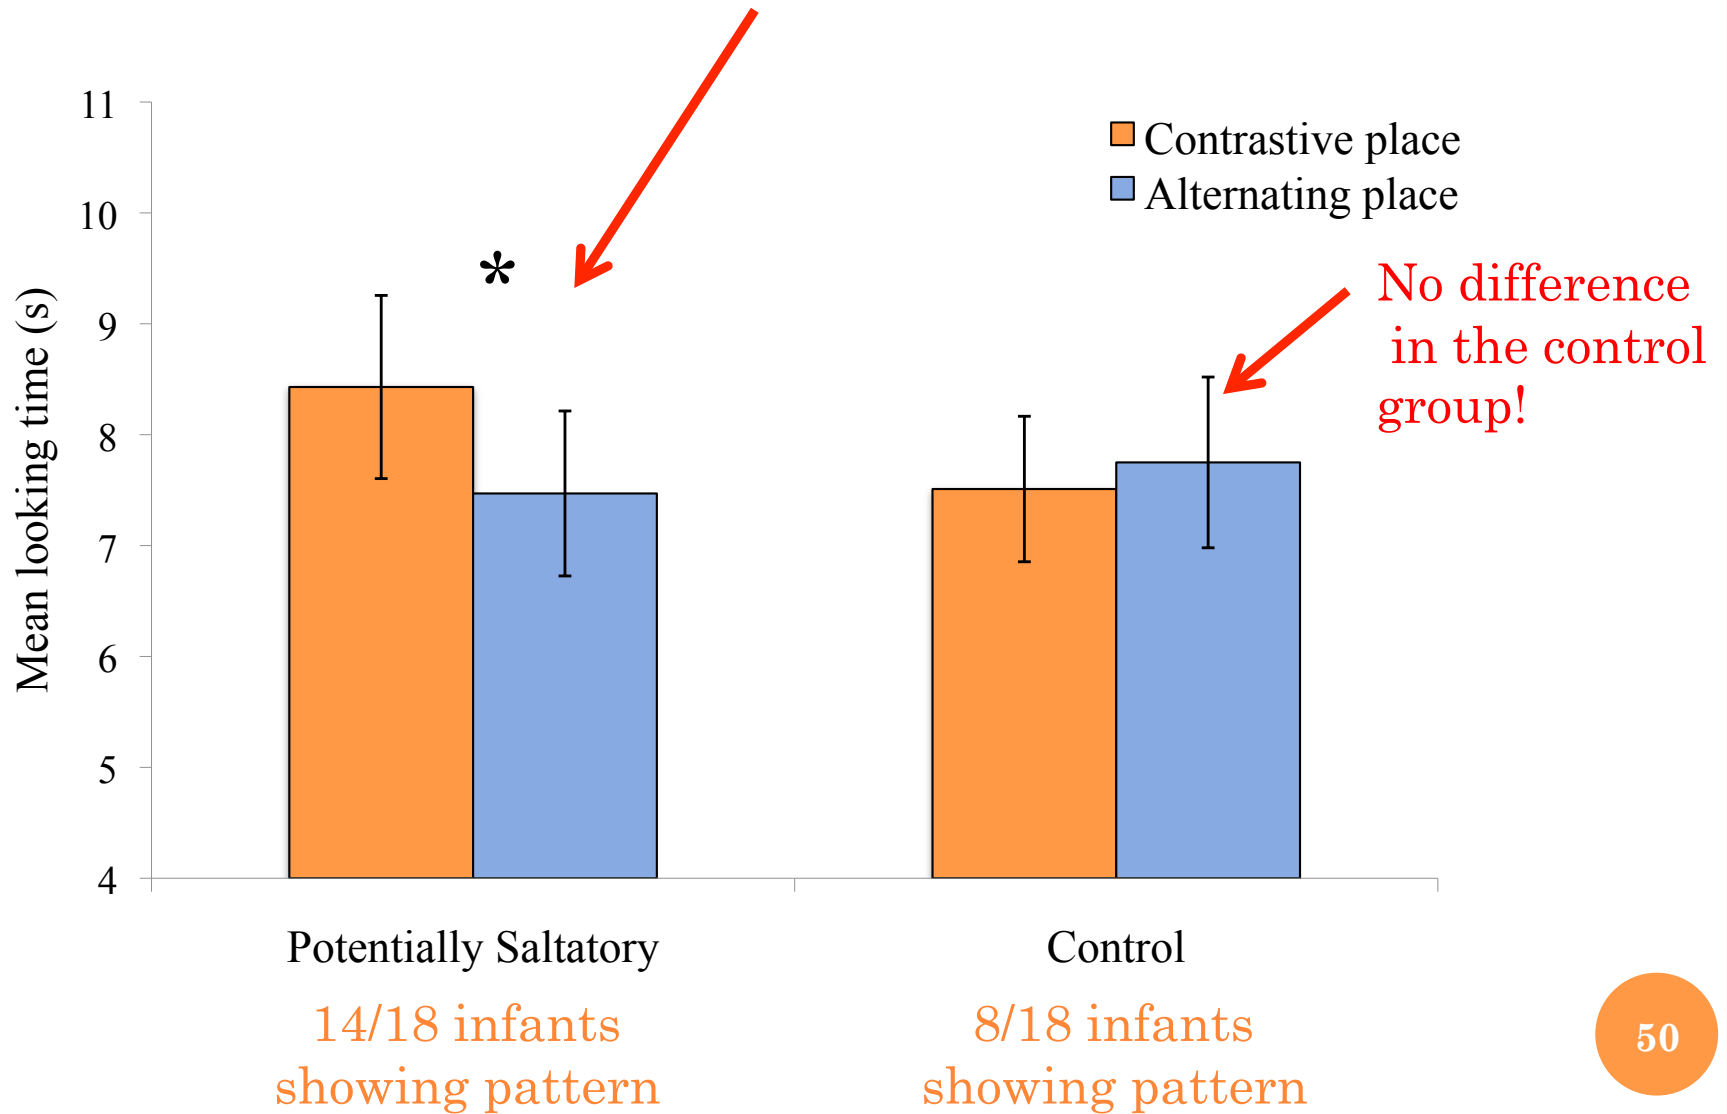 11
10
9
8
7
6
5
4
Mean looking time (s)
*
Contrastive place
Alternating place
No difference
in the control
group!
Potentially Saltatory
Control
14/18 infants
showing pattern
8/18 infants
showing pattern
50